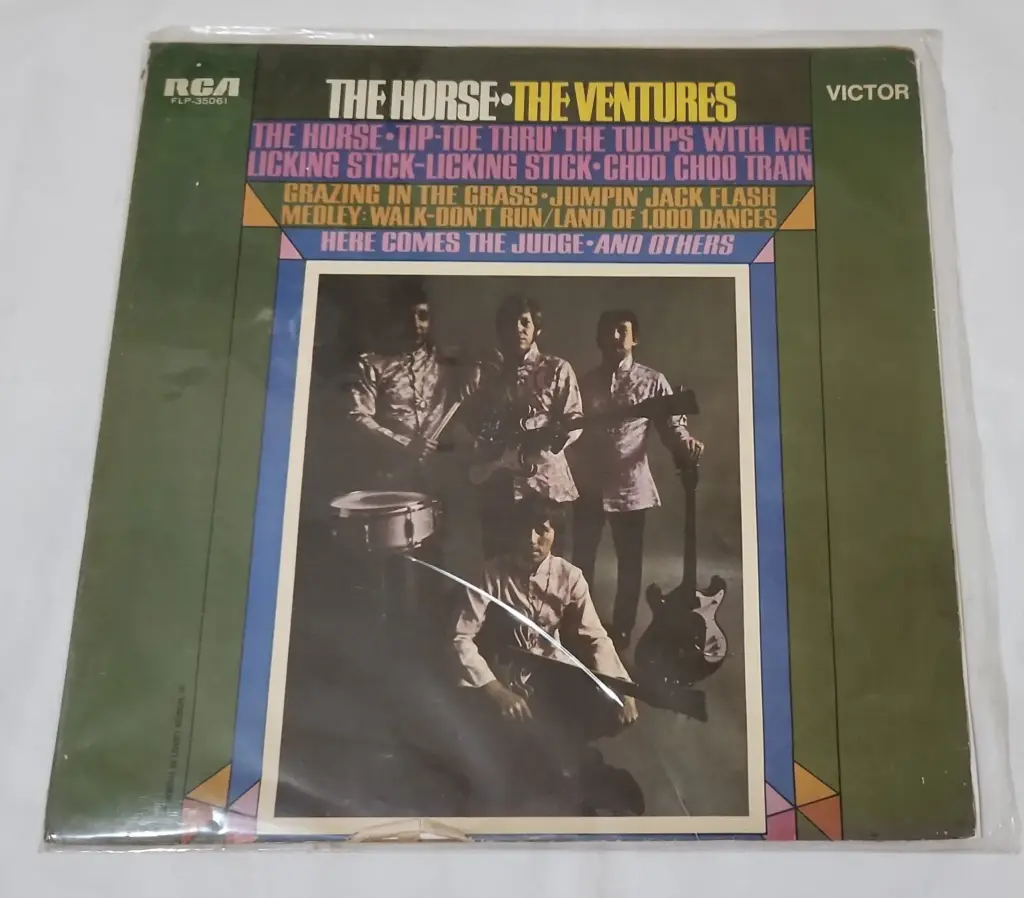 RCA
FLP-35061
VICTOR
THE HORSE•THE VENTURES
THE HORSE•TIP-TOE THRU' THE TULIPS WITH ME
LICKING STICK-LICKING STICK•CHOO CHOO TRAIN
GRAZING IN THE GRASS•JUMPIN' JACK FLASH
MEDLEY: WALK-DON'T RUN/LAND OF 1,000 DANCES
HERE COMES THE JUDGE•AND OTHERS